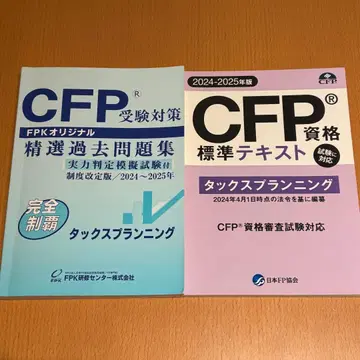 CFP® 受験対策
FPKオリジナル
精選過去問題集
実力判定模擬試験付
制度改定版/2024~2025年
完全
制覇
タックスプランニング
FPK研修センター株式会社
2024-2025年版
CFP
CFP®資格
標準テキスト
試験に
対応
タックスプランニング
2024年4月1日時点の法令を基に編纂
CFP®資格審査試験対応
日本FP協会